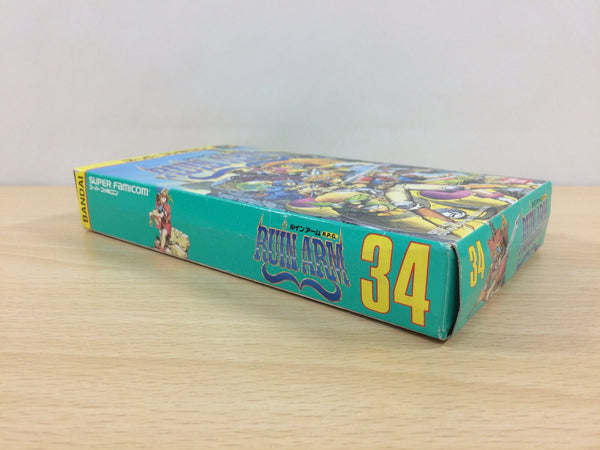 BANDAI
SUPER FAMICOM
スーパーファミコン
ルインアーム R.P.G.
RUIN ARM
34
34